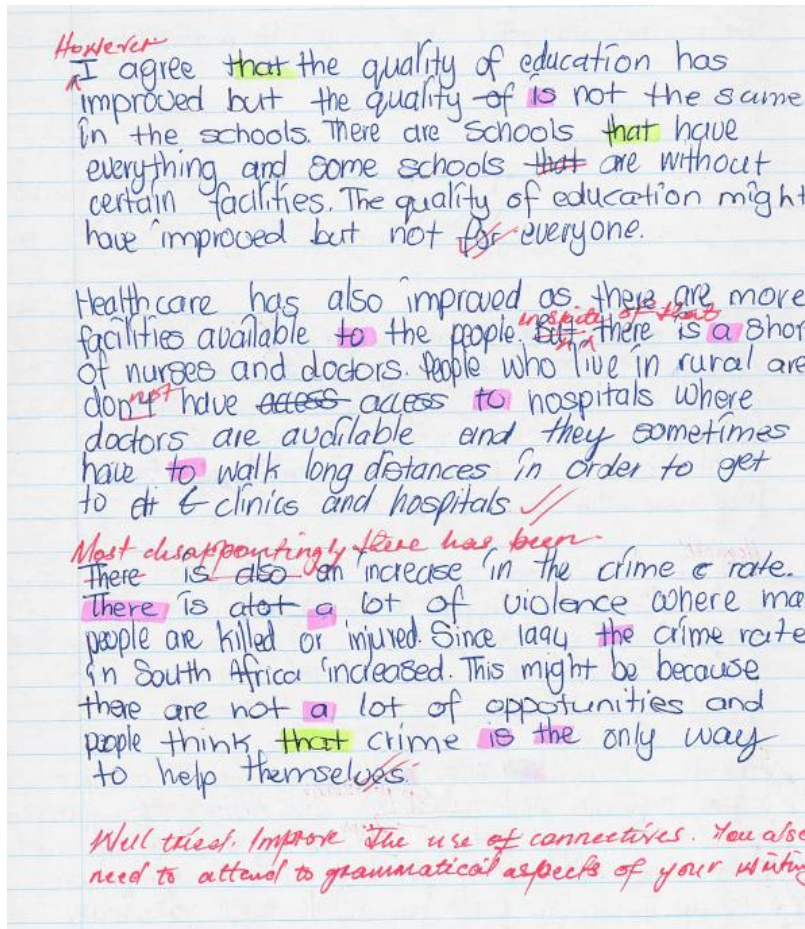 However
I agree that the quality of education has
improved but the quality of is not the same
in the schools. There are schools that have
everything and some schools that are without
certain facilities. The quality of education might
have improved but not for everyone.
Healthcare has also improved as there are more
inspite of that
facilities available to the people. But there is a shor
of nurses and doctors. People who live in rural are
not
don't have access access to hospitals where
doctors are available and they sometimes
have to walk long distances in order to get
to clinics and hospitals
Most disappointingly there has been
There is also an increase in the crime c rate.
There is alot a lot of violence where ma
people are killed or injured. Since 1994 the crime rate
in South Africa increased. This might be because
there are not a lot of oppotunities and
people think that crime is the only way
to help themselves.
Well tried. Improve the use of connectives. You also
need to attend to grammatical aspects of your writing